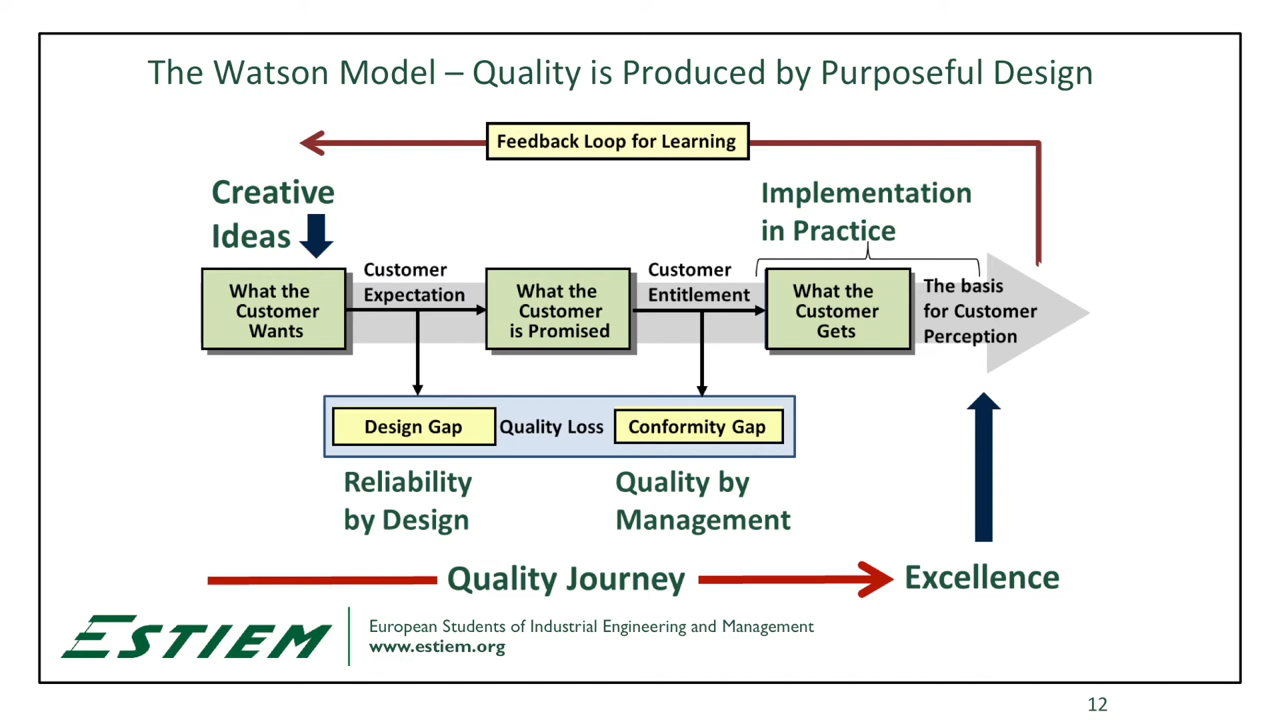 The Watson Model – Quality is Produced by Purposeful Design
Feedback Loop for Learning
Creative
Ideas
Implementation
in Practice
What the
Customer
Wants
Customer
Expectation
What the
Customer
is Promised
Customer
Entitlement
What the
Customer
Gets
The basis
for Customer
Perception
Design Gap
Quality Loss
Conformity Gap
Reliability
by Design
Quality by
Management
Quality Journey
Excellence
ESTIEM
European Students of Industrial Engineering and Management
www.estiem.org
12